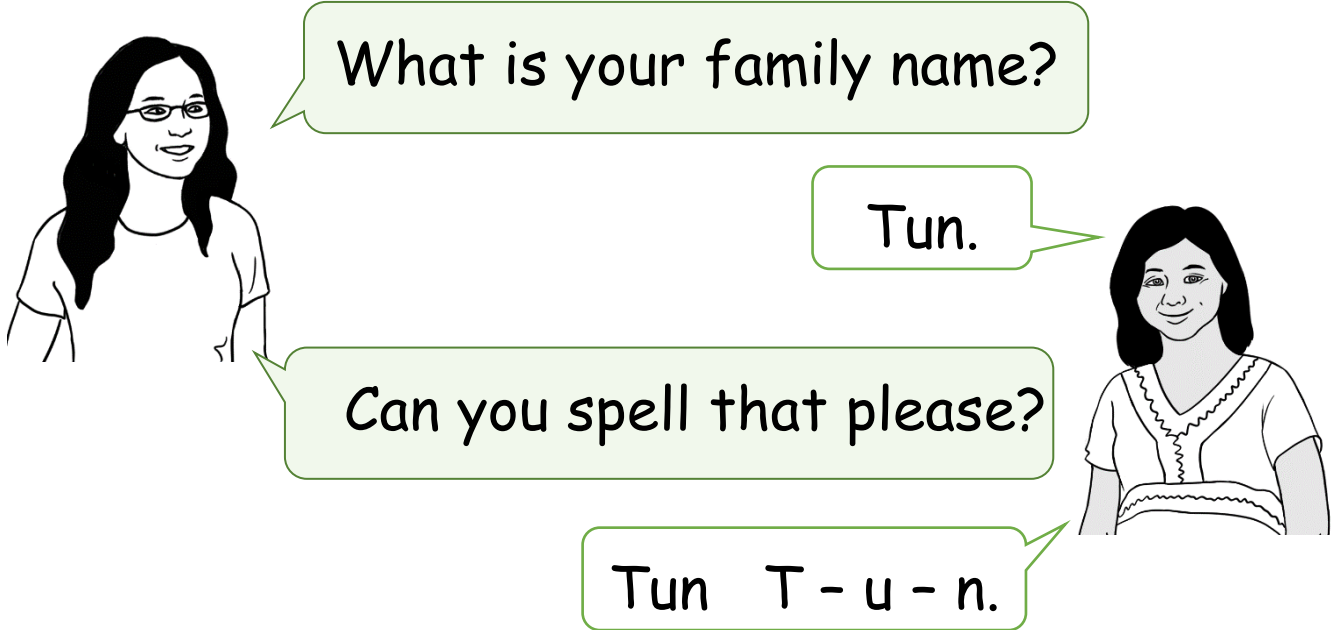 What is your family name?
Tun.
Can you spell that please?
Tun T – u – n.